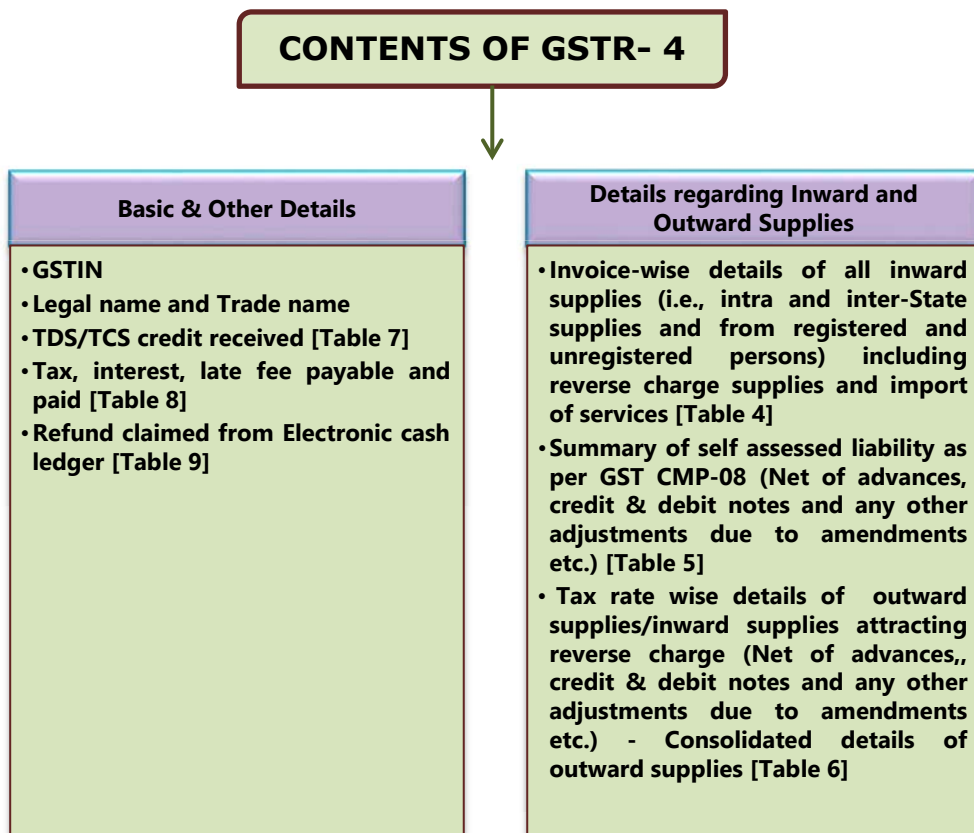 CONTENTS OF GSTR- 4
Basic & Other Details
•GSTIN
•Legal name and Trade name
•TDS/TCS credit received [Table 7]
•Tax, interest, late fee payable and
paid [Table 8]
•Refund claimed from Electronic cash
ledger [Table 9]
Details regarding Inward and
Outward Supplies
•Invoice-wise details of all inward
supplies (i.e., intra and inter-State
supplies and from registered and
unregistered persons) including
reverse charge supplies and import
of services [Table 4]
•Summary of self assessed liability as
per GST CMP-08 (Net of advances,
credit & debit notes and any other
adjustments due to amendments
etc.) [Table 5]
• Tax rate wise details of outward
supplies/inward supplies attracting
reverse charge (Net of advances,,
credit & debit notes and any other
adjustments due to amendments
etc.) - Consolidated details of
outward supplies [Table 6]